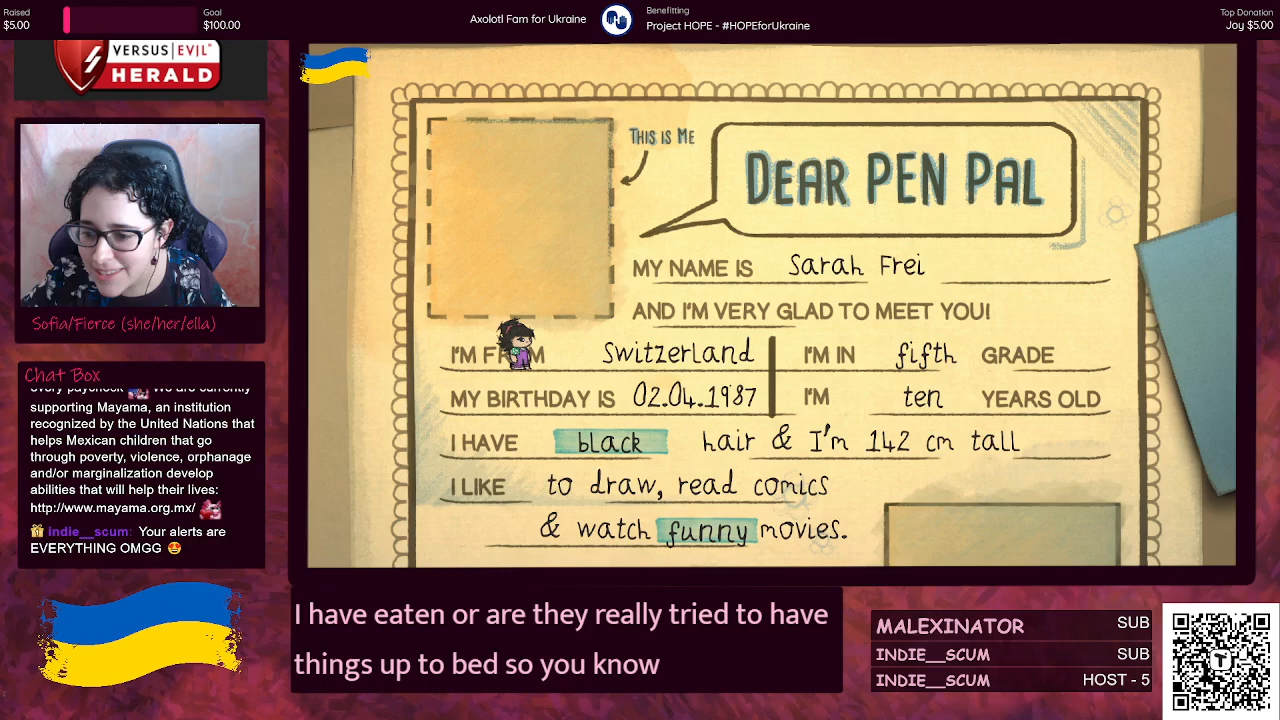 Raised
$5.00
Goal
$100.00
Axolotl Fam for Ukraine
Benefitting
Project HOPE - #HOPEforUkraine
Top Donation
Joy $5.00
VERSUS|EVIL
HERALD
Sofia/Fierce (she/her/ella)
Chat Box
every paycheck We are currently
supporting Mayama, an institution
recognized by the United Nations that
helps Mexican children that go
through poverty, violence, orphanage
and/or marginalization develop
abilities that will help their lives:
http://www.mayama.org.mx/
indie__scum: Your alerts are
EVERYTHING OMGG
THIS IS ME
DEAR PEN PAL
MY NAME IS Sarah Frei
AND I'M VERY GLAD TO MEET YOU!
I'M FROM Switzerland
I'M IN fifth GRADE
MY BIRTHDAY IS 02.04.1987
I'M ten YEARS OLD
I HAVE black hair & I'm 142 cm tall
I LIKE to draw, read comics
& watch funny movies.
I have eaten or are they really tried to have
things up to bed so you know
MALEXINATOR SUB
INDIE__SCUM SUB
INDIE__SCUM HOST - 5
T